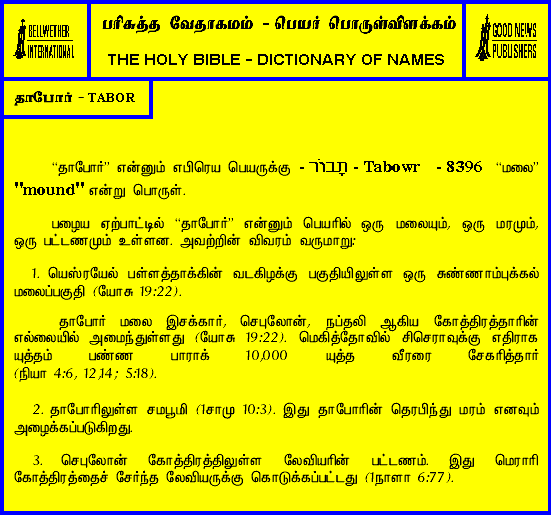 BELLWETHER
INTERNATIONAL
பரிசுத்த வேதாகமம் - பெயர் பொருள்விளக்கம்
THE HOLY BIBLE - DICTIONARY OF NAMES
GOOD NEWS
PUBLISHERS
தாபோர் - TABOR
“தாபோர்” என்னும் எபிரெய பெயருக்கு - תָּבוֹר - Tabowr - 8396 “மலை”
"mound" என்று பொருள்.
பழைய ஏற்பாட்டில் “தாபோர்” என்னும் பெயரில் ஒரு மலையும், ஒரு மரமும்,
ஒரு பட்டணமும் உள்ளன. அவற்றின் விவரம் வருமாறு:
1. யெஸ்ரயேல் பள்ளத்தாக்கின் வடகிழக்கு பகுதியிலுள்ள ஒரு சுண்ணாம்புக்கல்
மலைப்பகுதி (யோசு 19:22).
தாபோர் மலை இசக்கார், செபுலோன், நப்தலி ஆகிய கோத்திரத்தாரின்
எல்லையில் அமைந்துள்ளது (யோசு 19:22). மெகித்தோவில் சிசெராவுக்கு எதிராக
யுத்தம் பண்ண பாராக் 10,000 யுத்த வீரரை சேகரித்தார்
(நியா 4:6, 12,14; 5:18).
2. தாபோரிலுள்ள சமபூமி (1சாமு 10:3). இது தாபோரின் தெரபிந்து மரம் எனவும்
அழைக்கப்படுகிறது.
3. செபுலோன் கோத்திரத்திலுள்ள லேவியரின் பட்டணம். இது மெராரி
கோத்திரத்தைச் சேர்ந்த லேவியருக்கு கொடுக்கப்பட்டது (1நாளா 6:77).